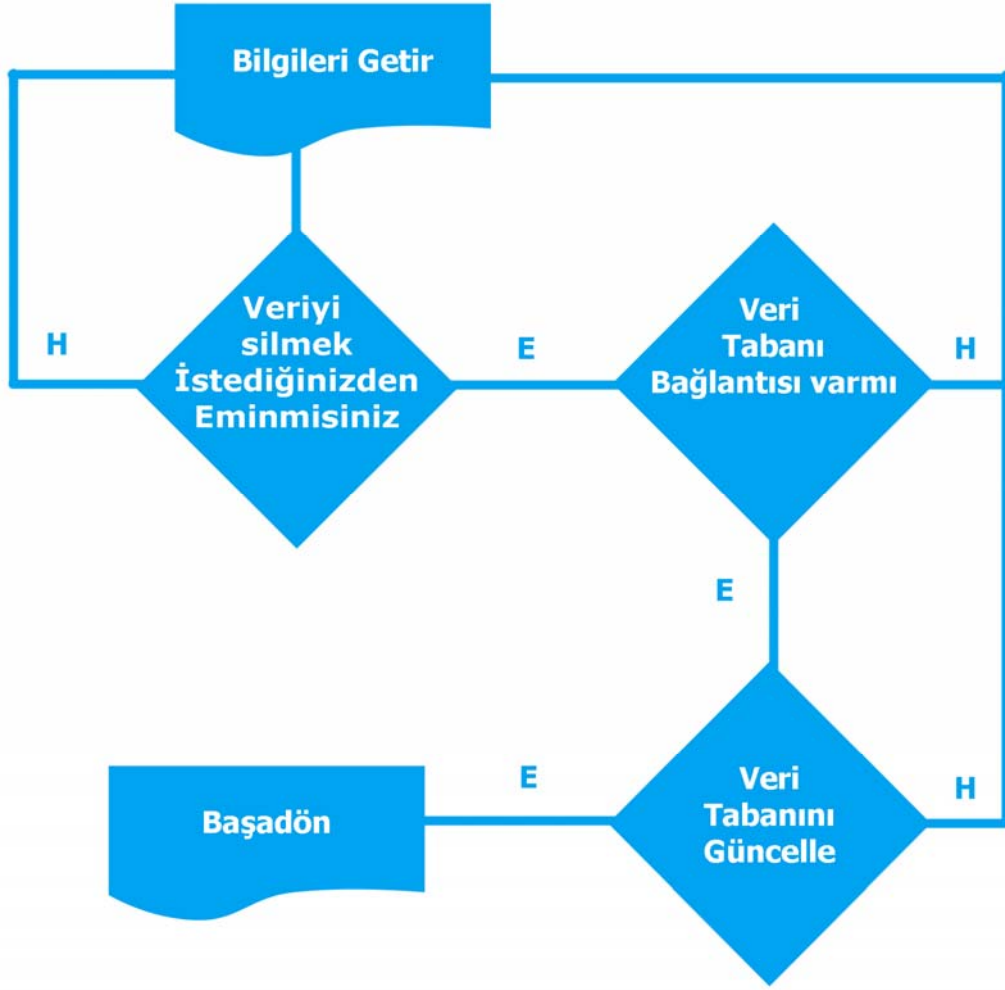 Bilgileri Getir
Veriyi
silmek
İstediğinizden
Eminmisiniz
H
E
Veri
Tabanı
Bağlantısı varmı
H
E
Veri
Tabanını
Güncelle
H
E
Başadön